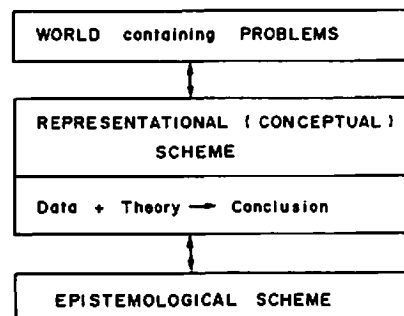 WORLD containing PROBLEMS
REPRESENTATIONAL (CONCEPTUAL)
SCHEME
Data + Theory → Conclusion
EPISTEMOLOGICAL SCHEME